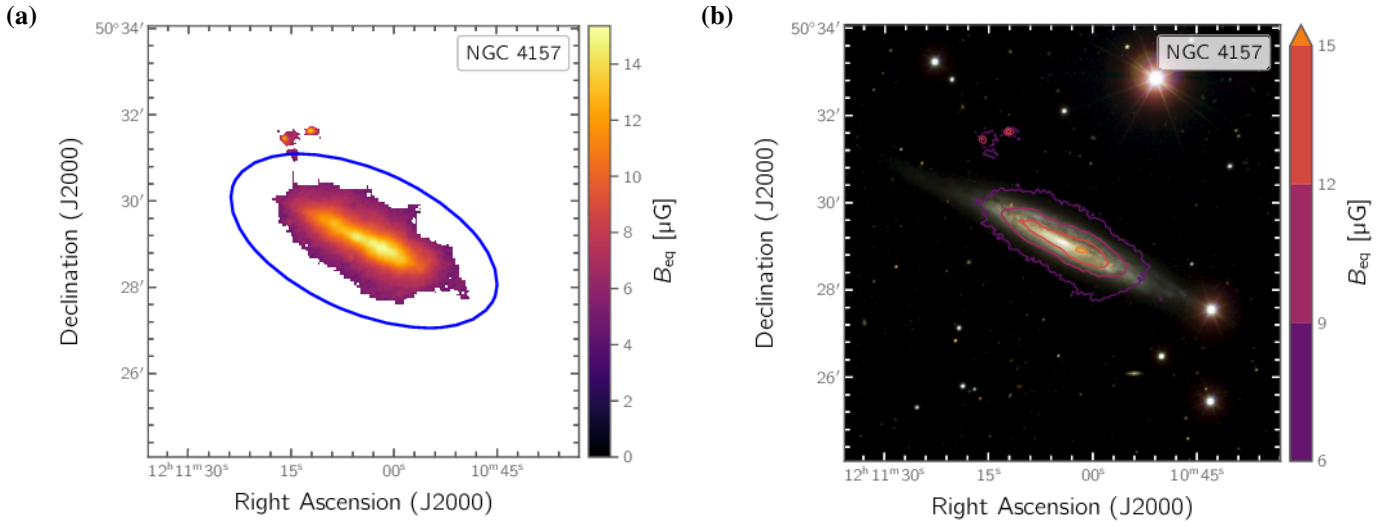 (a)
NGC 4157
50°34′
32′
30′
28′
26′
Declination (J2000)
12ʰ11ᵐ30ˢ
15ˢ
00ˢ
10ᵐ45ˢ
Right Ascension (J2000)
14
12
10
8
6
4
2
0
B_eq [μG]
(b)
NGC 4157
50°34′
32′
30′
28′
26′
Declination (J2000)
12ʰ11ᵐ30ˢ
15ˢ
00ˢ
10ᵐ45ˢ
Right Ascension (J2000)
15
12
9
6
B_eq [μG]